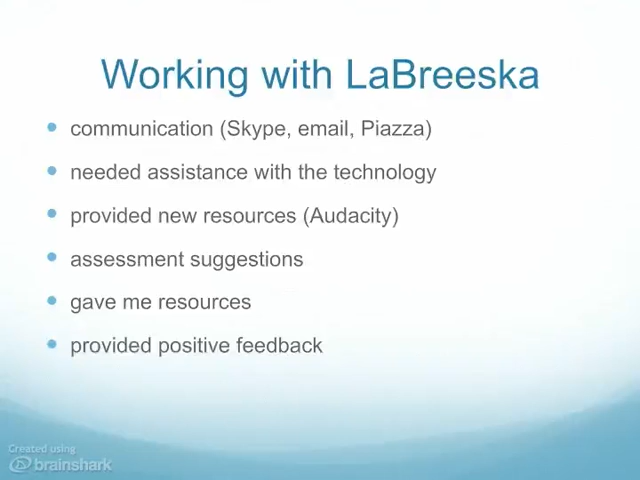 Working with LaBreeska
communication (Skype, email, Piazza)
needed assistance with the technology
provided new resources (Audacity)
assessment suggestions
gave me resources
provided positive feedback
Created using
brainshark